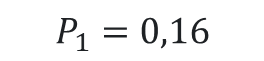 P₁ = 0,16